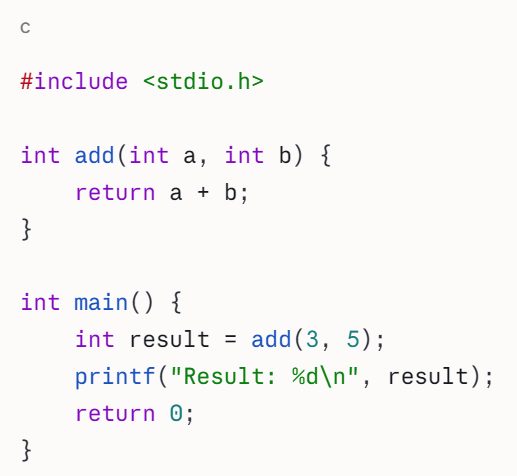 c
#include <stdio.h>
int add(int a, int b) {
    return a + b;
}
int main() {
    int result = add(3, 5);
    printf("Result: %d\n", result);
    return 0;
}